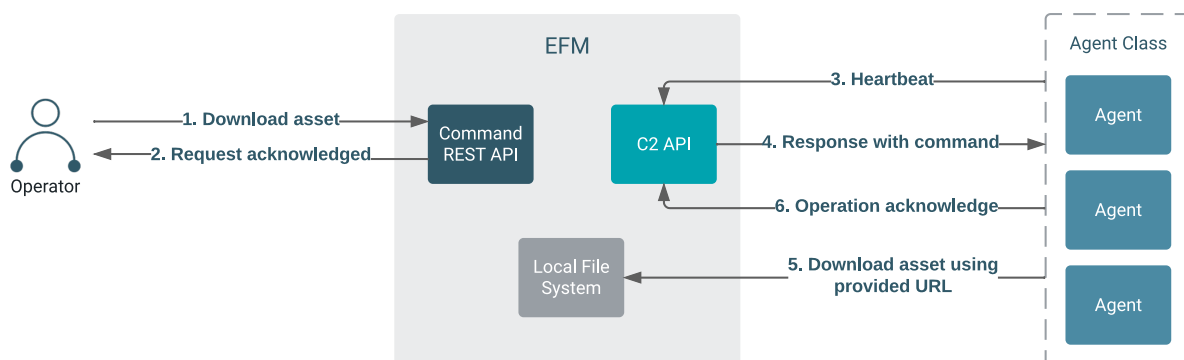 EFM
Agent Class
1. Download asset
2. Request acknowledged
Operator
Command
REST API
C2 API
3. Heartbeat
4. Response with command
6. Operation acknowledge
Agent
Agent
Local File
System
5. Download asset using
provided URL
Agent